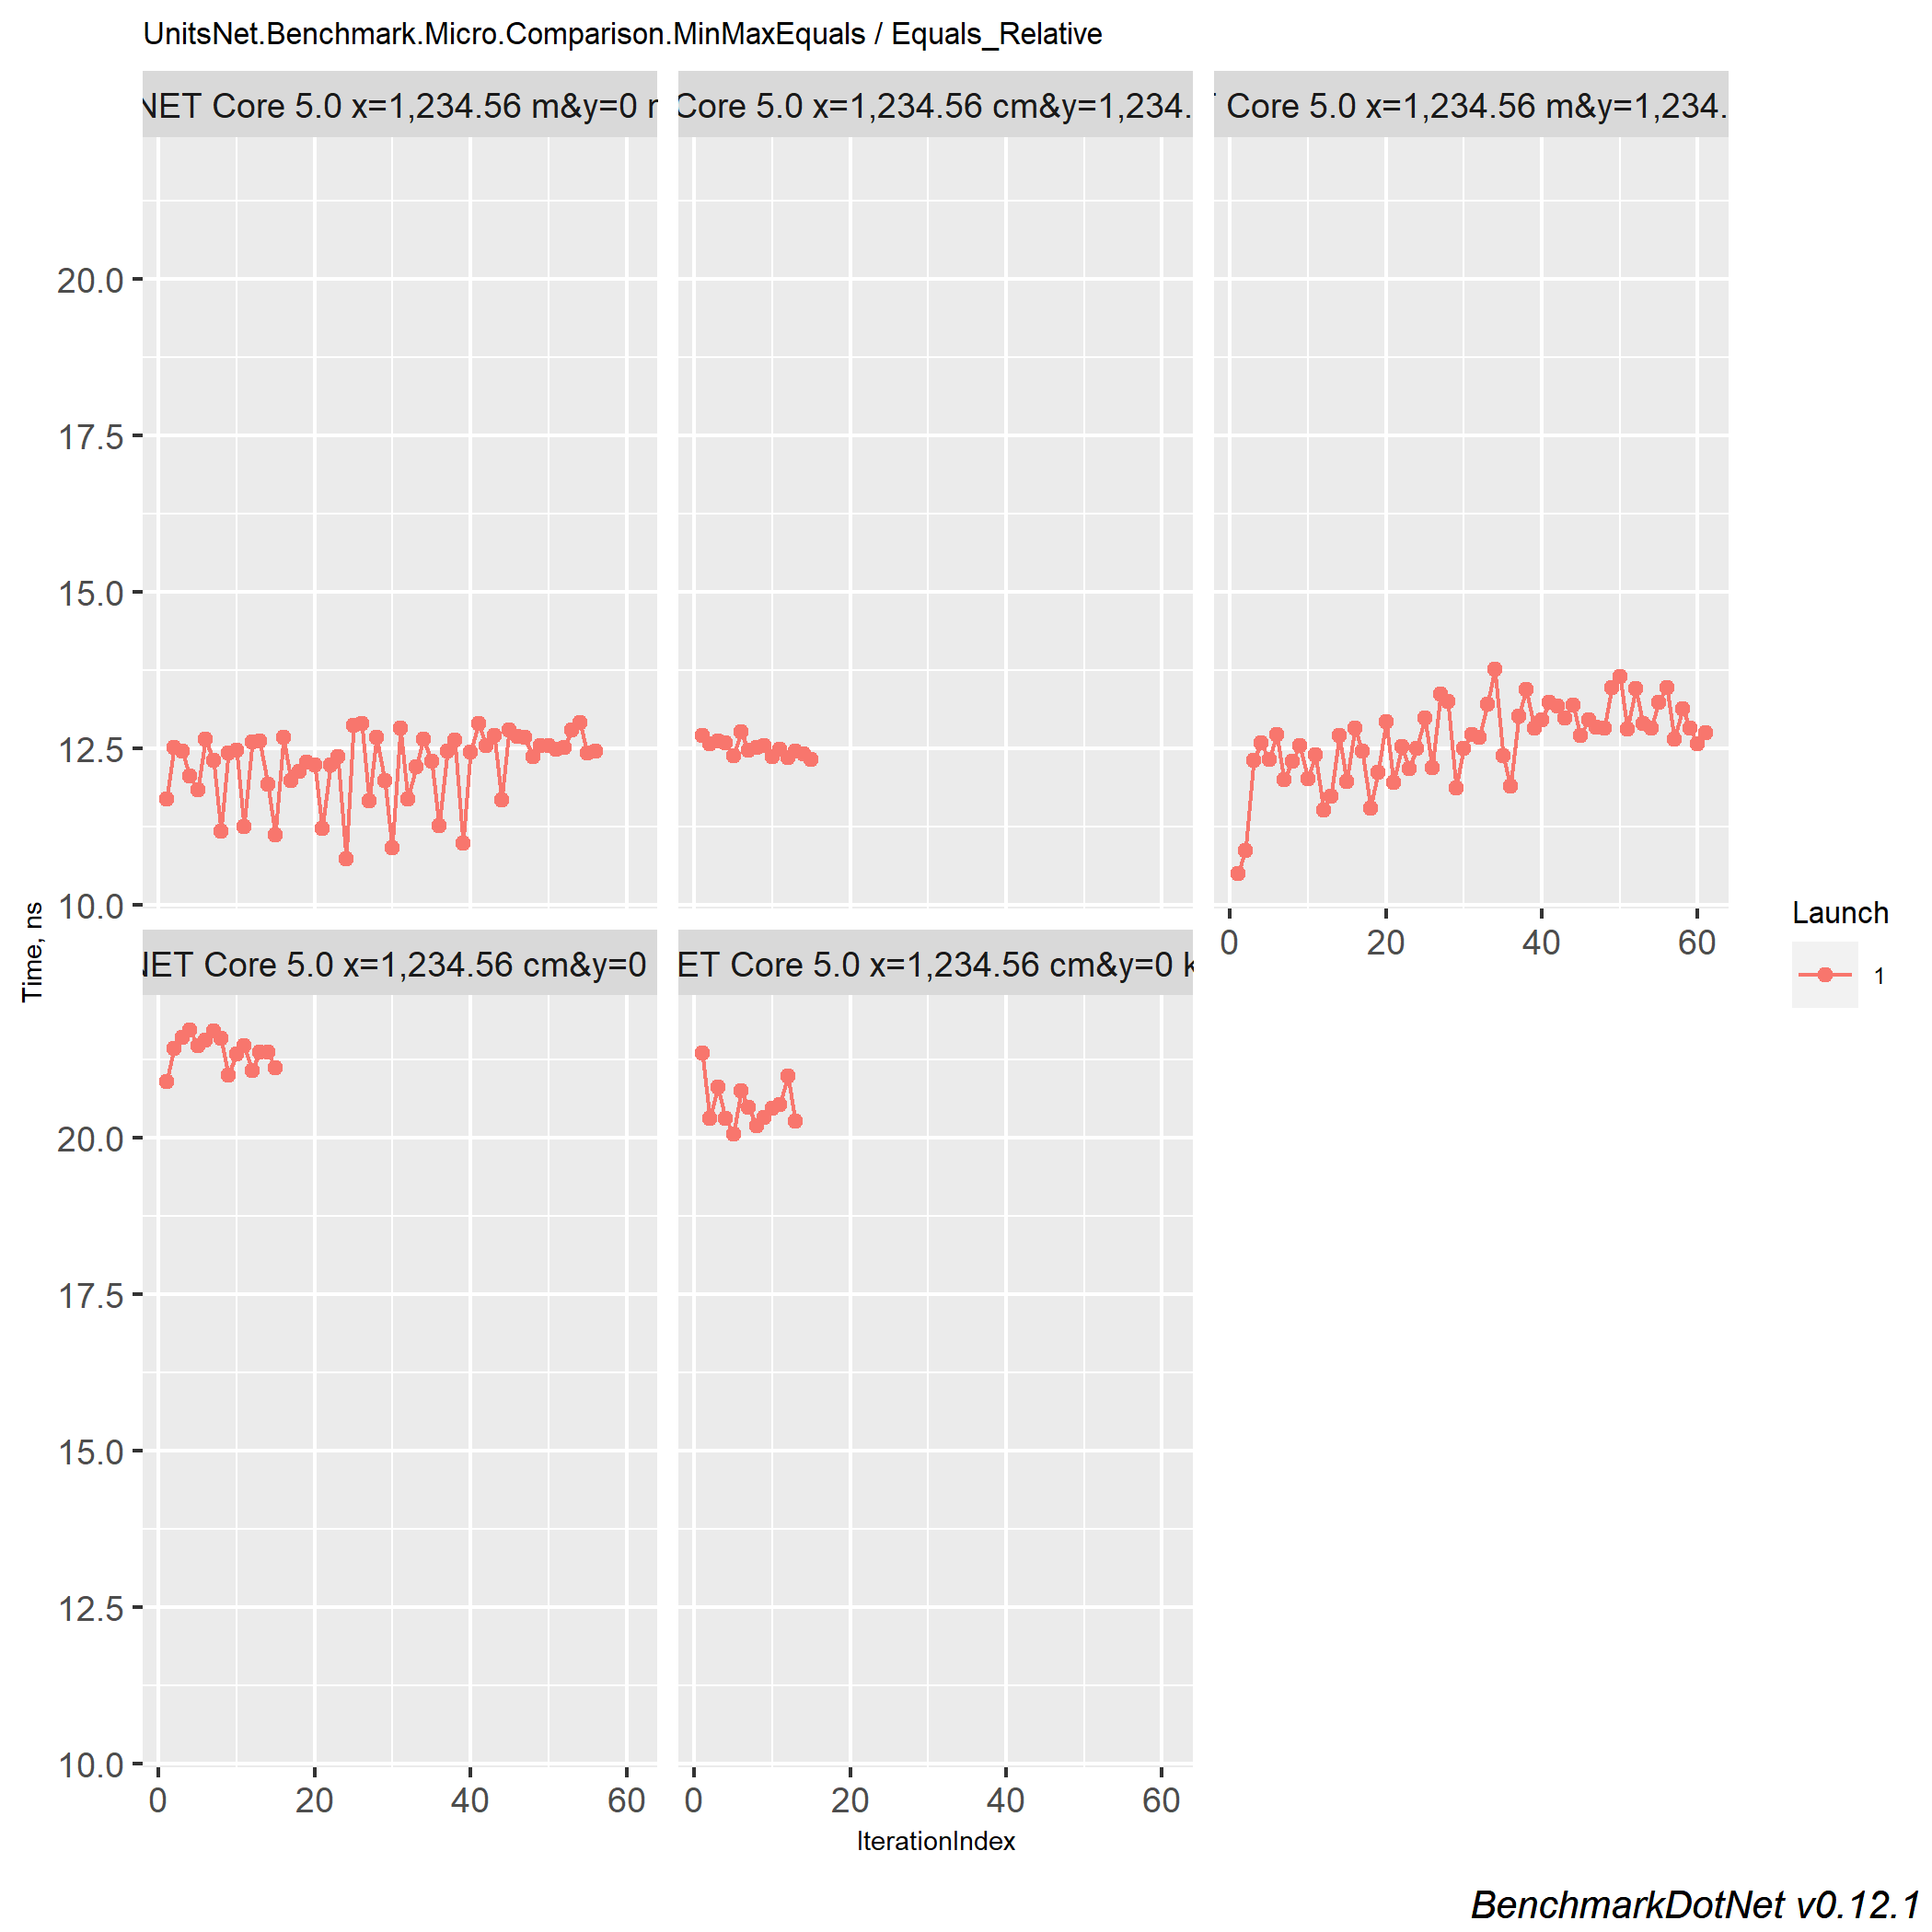 UnitsNet.Benchmark.Micro.Comparison.MinMaxEquals / Equals_Relative
NET Core 5.0 x=1,234.56 m&y=0
Core 5.0 x=1,234.56 cm&y=1,234.
Core 5.0 x=1,234.56 m&y=1,234.
20.0
17.5
15.0
12.5
10.0
0 20 40 60
Time, ns
Launch
1
ET Core 5.0 x=1,234.56 cm&y=0
ET Core 5.0 x=1,234.56 cm&y=0 k
20.0
17.5
15.0
12.5
10.0
0 20 40 60
0 20 40 60
IterationIndex
BenchmarkDotNet v0.12.1